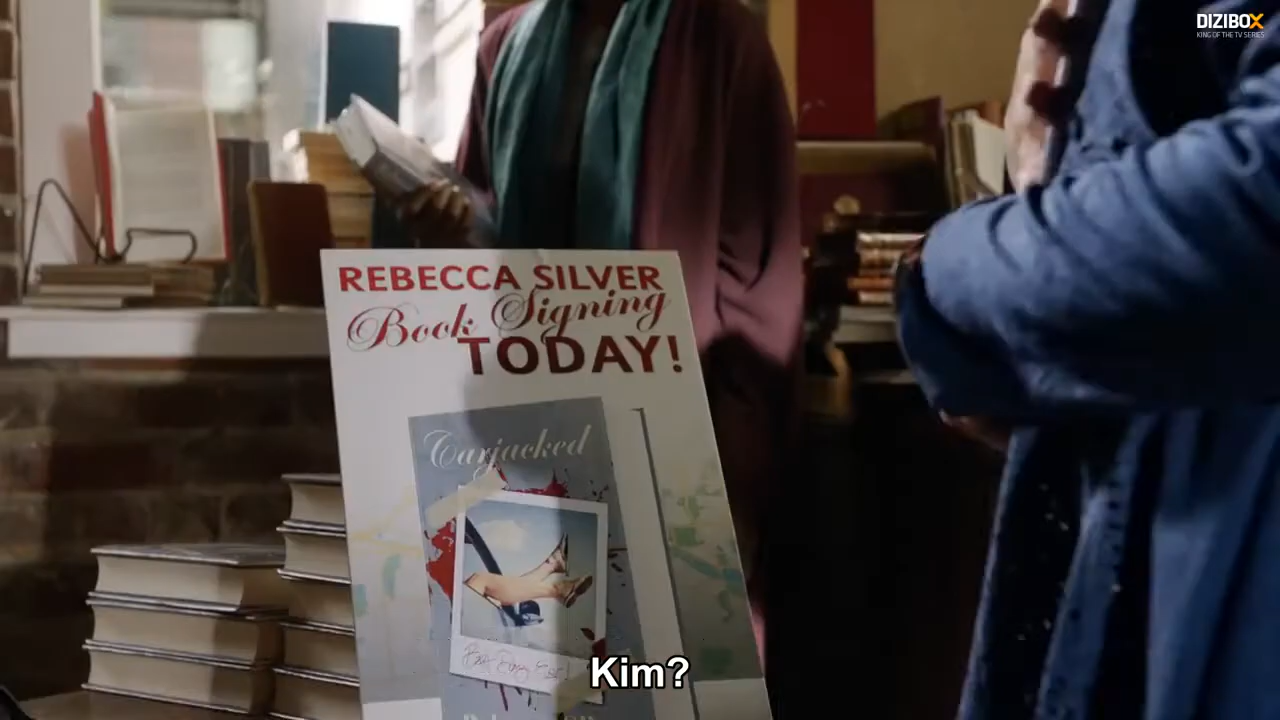 DIZIBOX
KING OF THE TV SERIES
REBECCA SILVER
Book Signing
TODAY!
Carjacked
Kim?